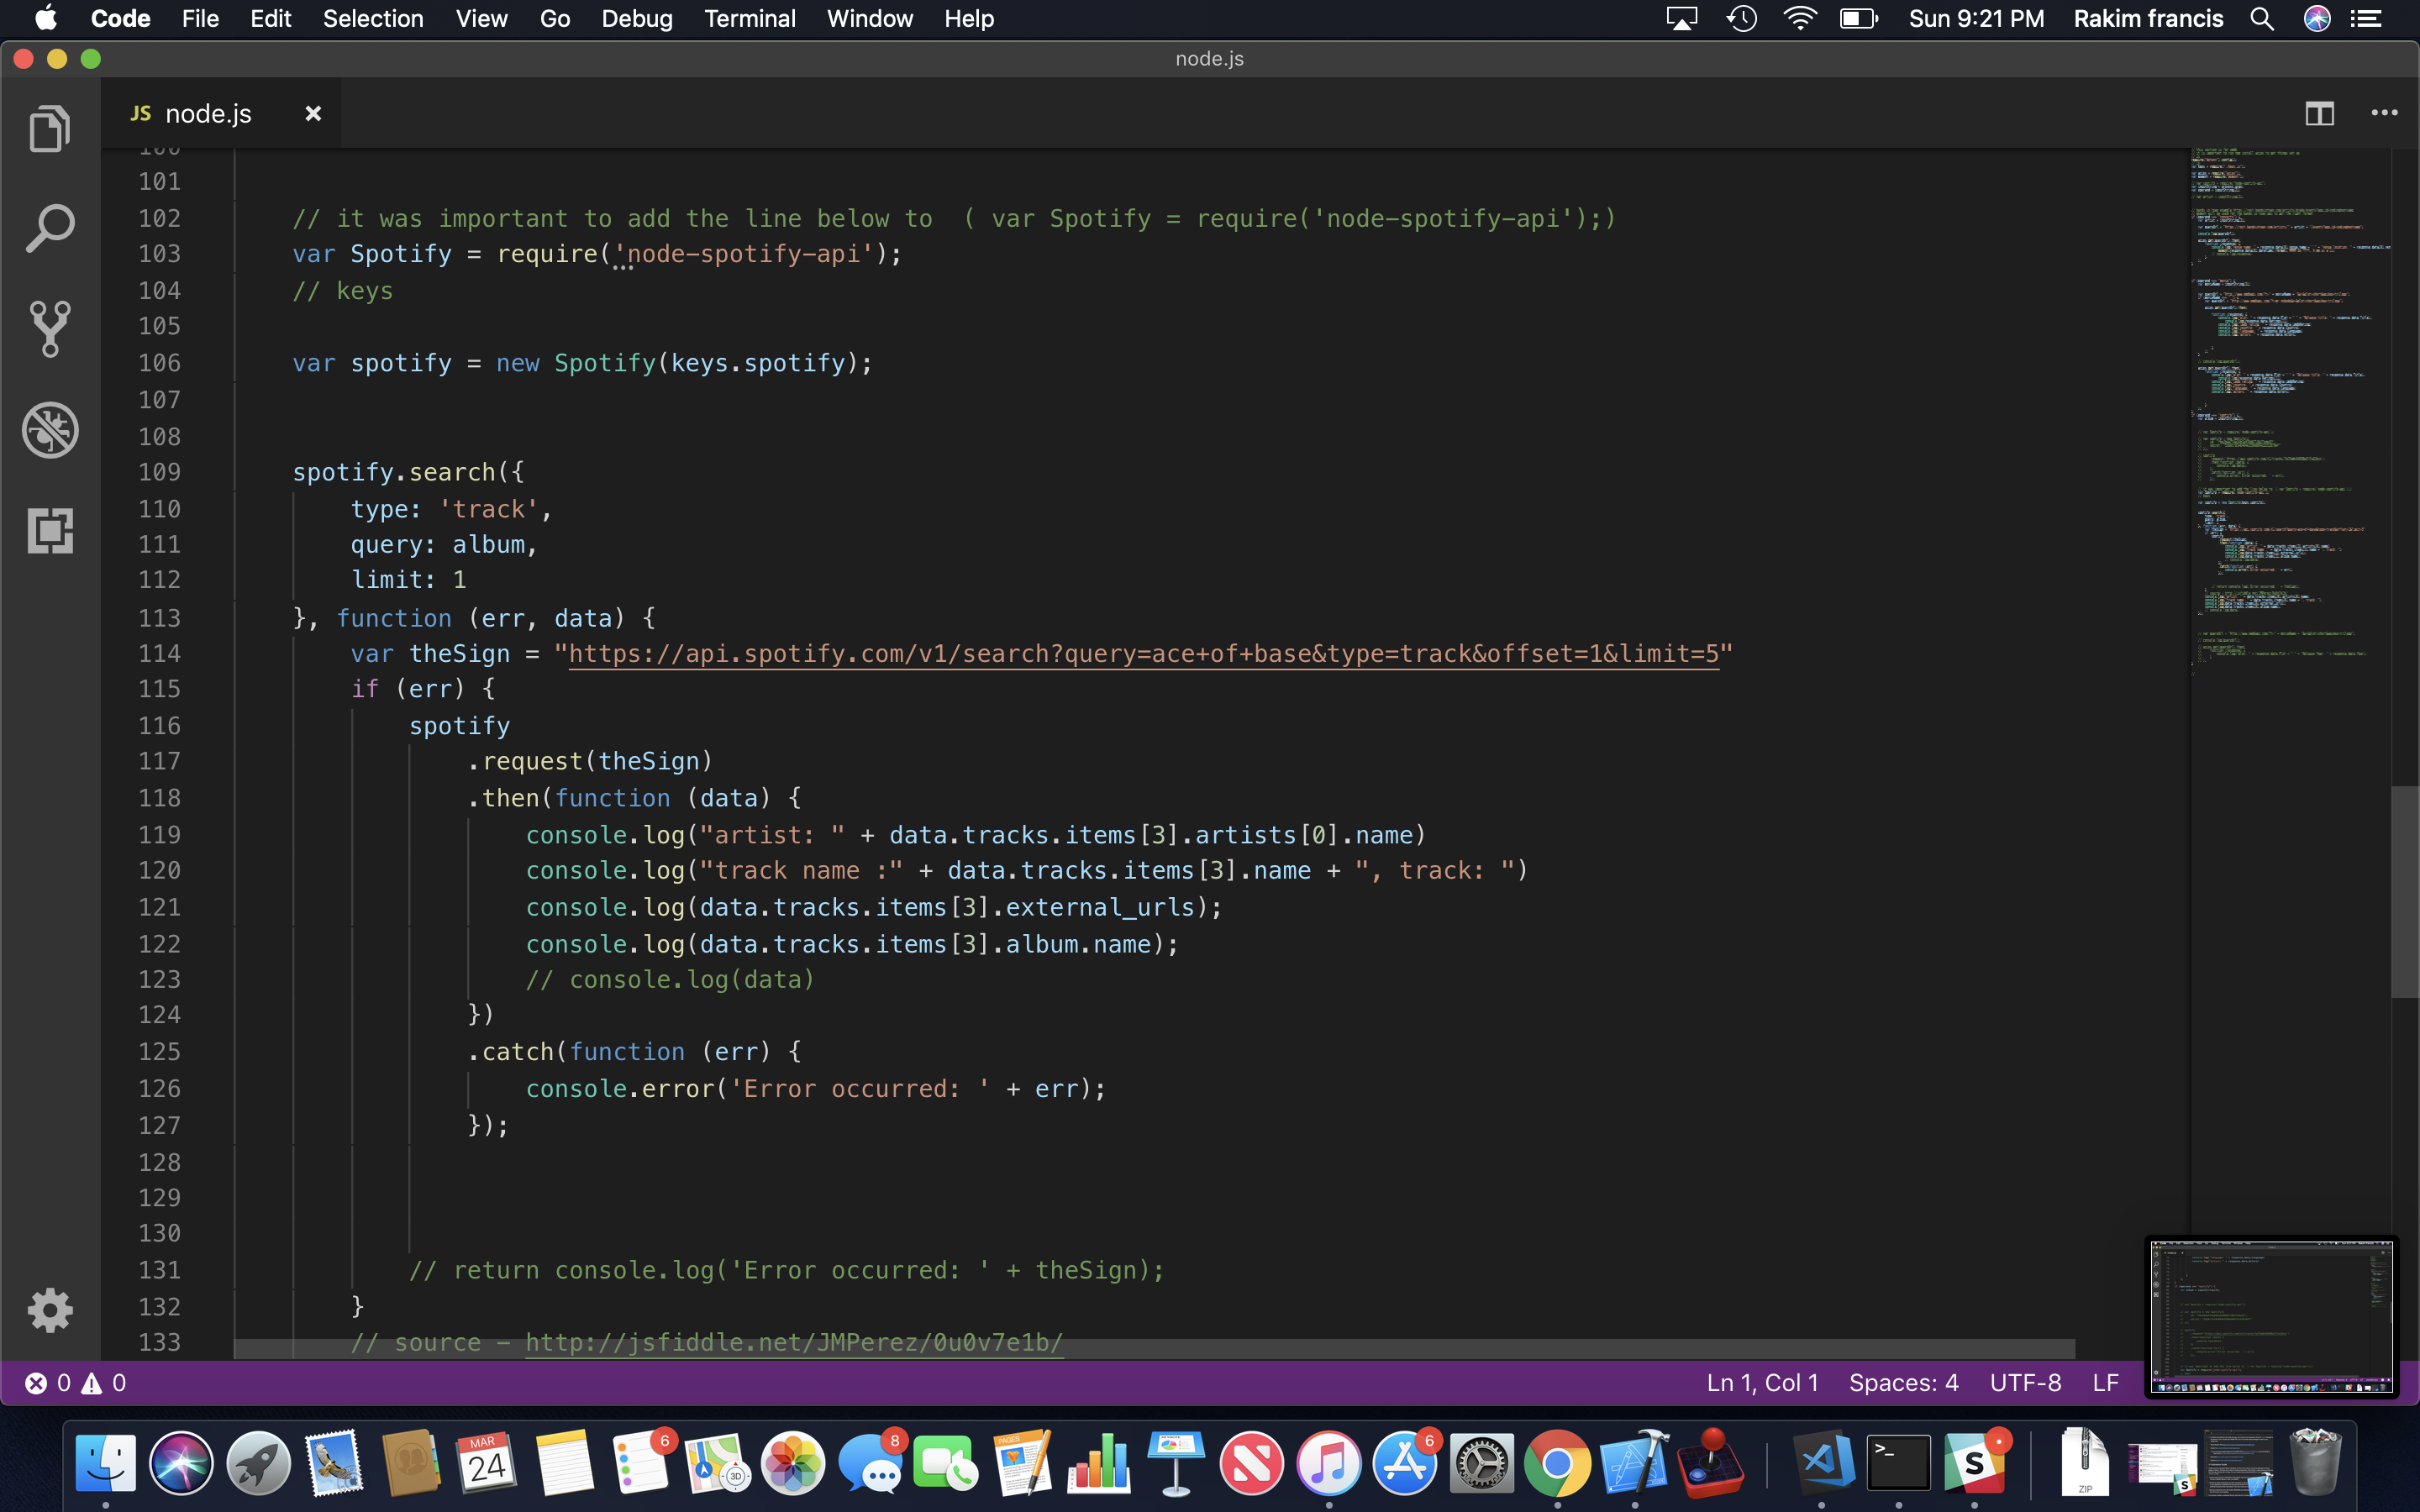 Code File Edit Selection View Go Debug Terminal Window Help Sun 9:21 PM Rakim francis
node.js
JS node.js
100
101
102 // it was important to add the line below to  ( var Spotify = require('node-spotify-api');)
103 var Spotify = require('node-spotify-api');
104 // keys
105
106 var spotify = new Spotify(keys.spotify);
107
108
109 spotify.search({
110 type: 'track',
111 query: album,
112 limit: 1
113 }, function (err, data) {
114 var theSign = "https://api.spotify.com/v1/search?query=ace+of+base&type=track&offset=1&limit=5"
115 if (err) {
116 spotify
117 .request(theSign)
118 .then(function (data) {
119 console.log("artist: " + data.tracks.items[3].artists[0].name)
120 console.log("track name :" + data.tracks.items[3].name + ", track: ")
121 console.log(data.tracks.items[3].external_urls);
122 console.log(data.tracks.items[3].album.name);
123 // console.log(data)
124 })
125 .catch(function (err) {
126 console.error('Error occurred: ' + err);
127 });
128
129
130
131 // return console.log('Error occurred: ' + theSign);
132 }
133 // source – http://jsfiddle.net/JMPerez/0u0v7e1b/
0 0 Ln 1, Col 1 Spaces: 4 UTF-8 LF
MAR 24 6 3D 8 PAGES 6 >_ S ZIP S